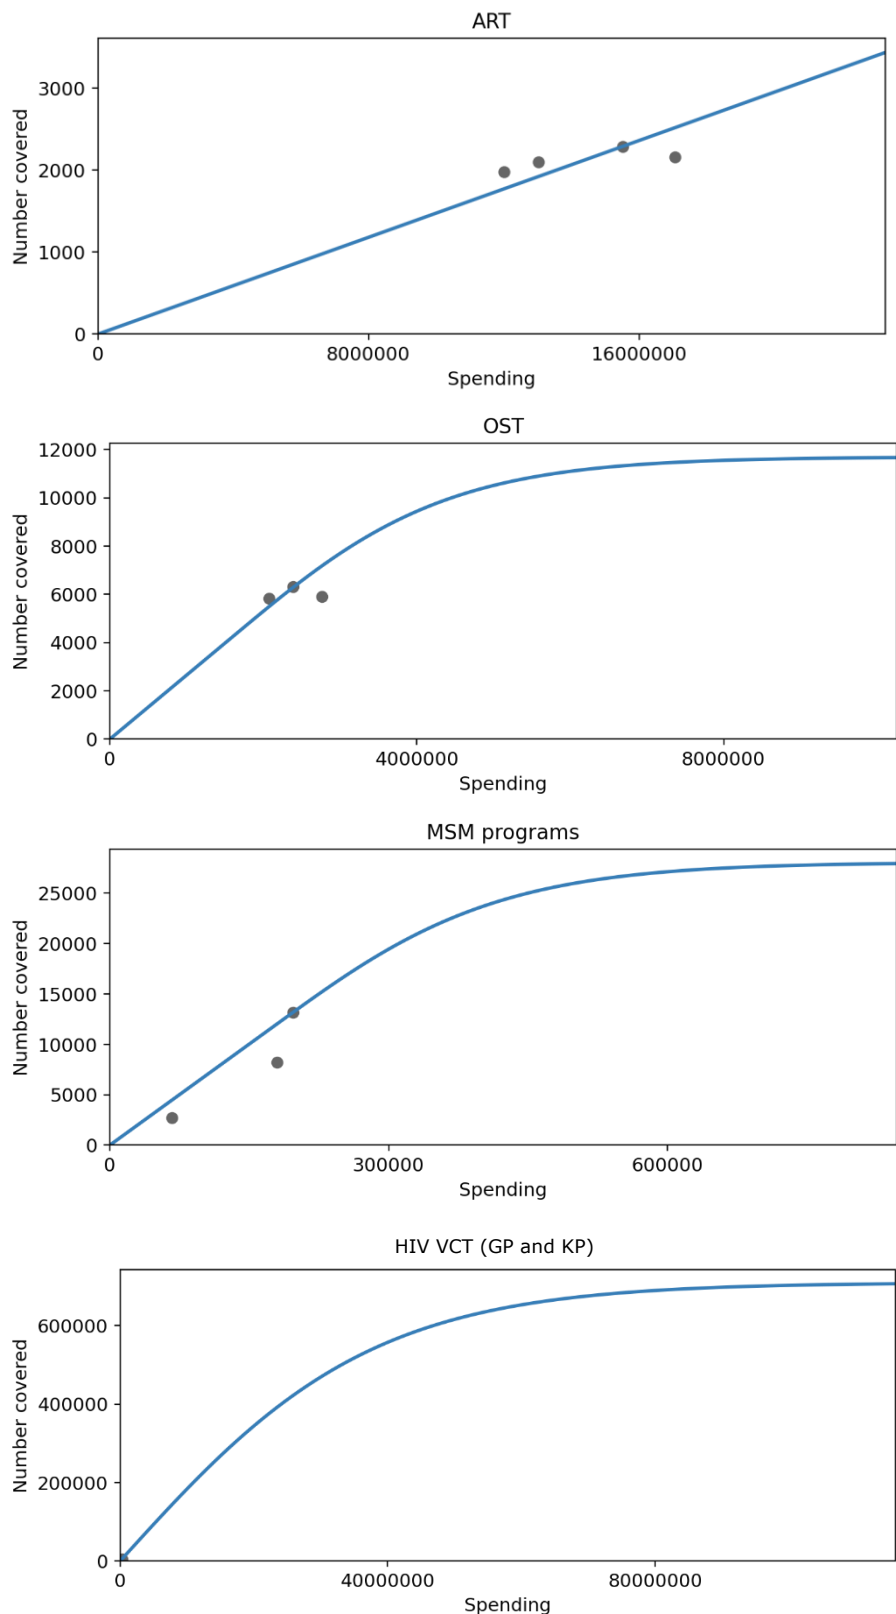 ART
3000
2000
1000
0
Number covered
0 8000000 16000000
Spending
OST
12000
10000
8000
6000
4000
2000
0
Number covered
0 4000000 8000000
Spending
MSM programs
25000
20000
15000
10000
5000
0
Number covered
0 300000 600000
Spending
HIV VCT (GP and KP)
600000
400000
200000
0
Number covered
0 40000000 80000000
Spending